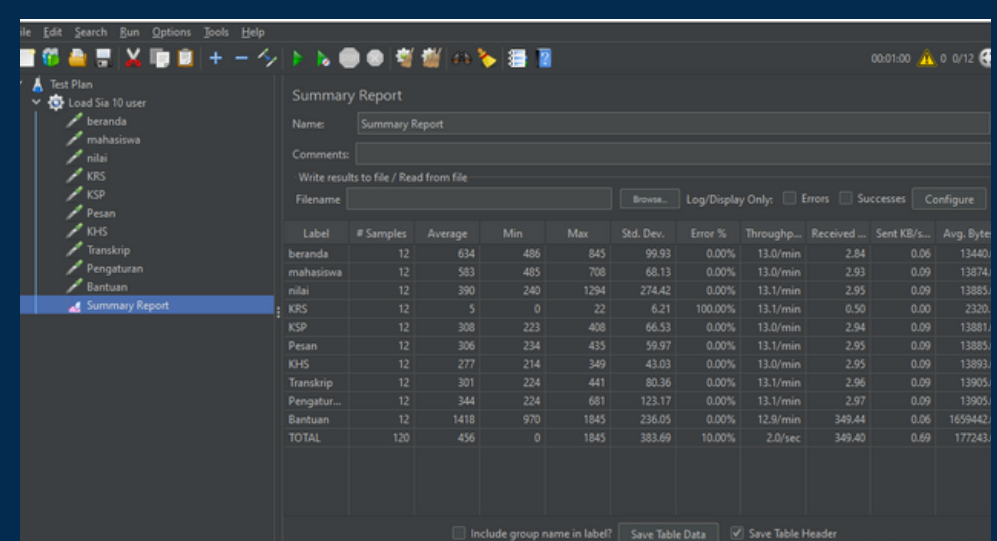 ile Edit Search Run Options Tools Help
00:01:00 0 0/12
Test Plan
Load Sia 10 user
beranda
mahasiswa
nilai
KRS
KSP
Pesan
KHS
Transkrip
Pengaturan
Bantuan
Summary Report
Summary Report
Name: Summary Report
Comments:
Write results to file / Read from file
Filename Browse... Log/Display Only: Errors Successes Configure
Label # Samples Average Min Max Std. Dev. Error % Throughp... Received ... Sent KB/s... Avg. Byte
beranda 12 634 486 845 99.93 0.00% 13.0/min 2.84 0.06 13440.
mahasiswa 12 583 485 708 68.13 0.00% 13.0/min 2.93 0.09 13874.
nilai 12 390 240 1294 274.42 0.00% 13.1/min 2.95 0.09 13885.
KRS 12 5 0 22 6.21 100.00% 13.1/min 0.50 0.00 2320.
KSP 12 308 223 408 66.53 0.00% 13.0/min 2.94 0.09 13881.
Pesan 12 306 234 435 59.97 0.00% 13.1/min 2.95 0.09 13885.
KHS 12 277 214 349 43.03 0.00% 13.0/min 2.95 0.09 13893.
Transkrip 12 301 224 441 80.36 0.00% 13.1/min 2.96 0.09 13905.
Pengatur... 12 344 224 681 123.17 0.00% 13.1/min 2.97 0.09 13905.
Bantuan 12 1418 970 1845 236.05 0.00% 12.9/min 349.44 0.06 1659442.
TOTAL 120 456 0 1845 383.69 10.00% 2.0/sec 349.40 0.69 177243.
Include group name in label? Save Table Data Save Table Header